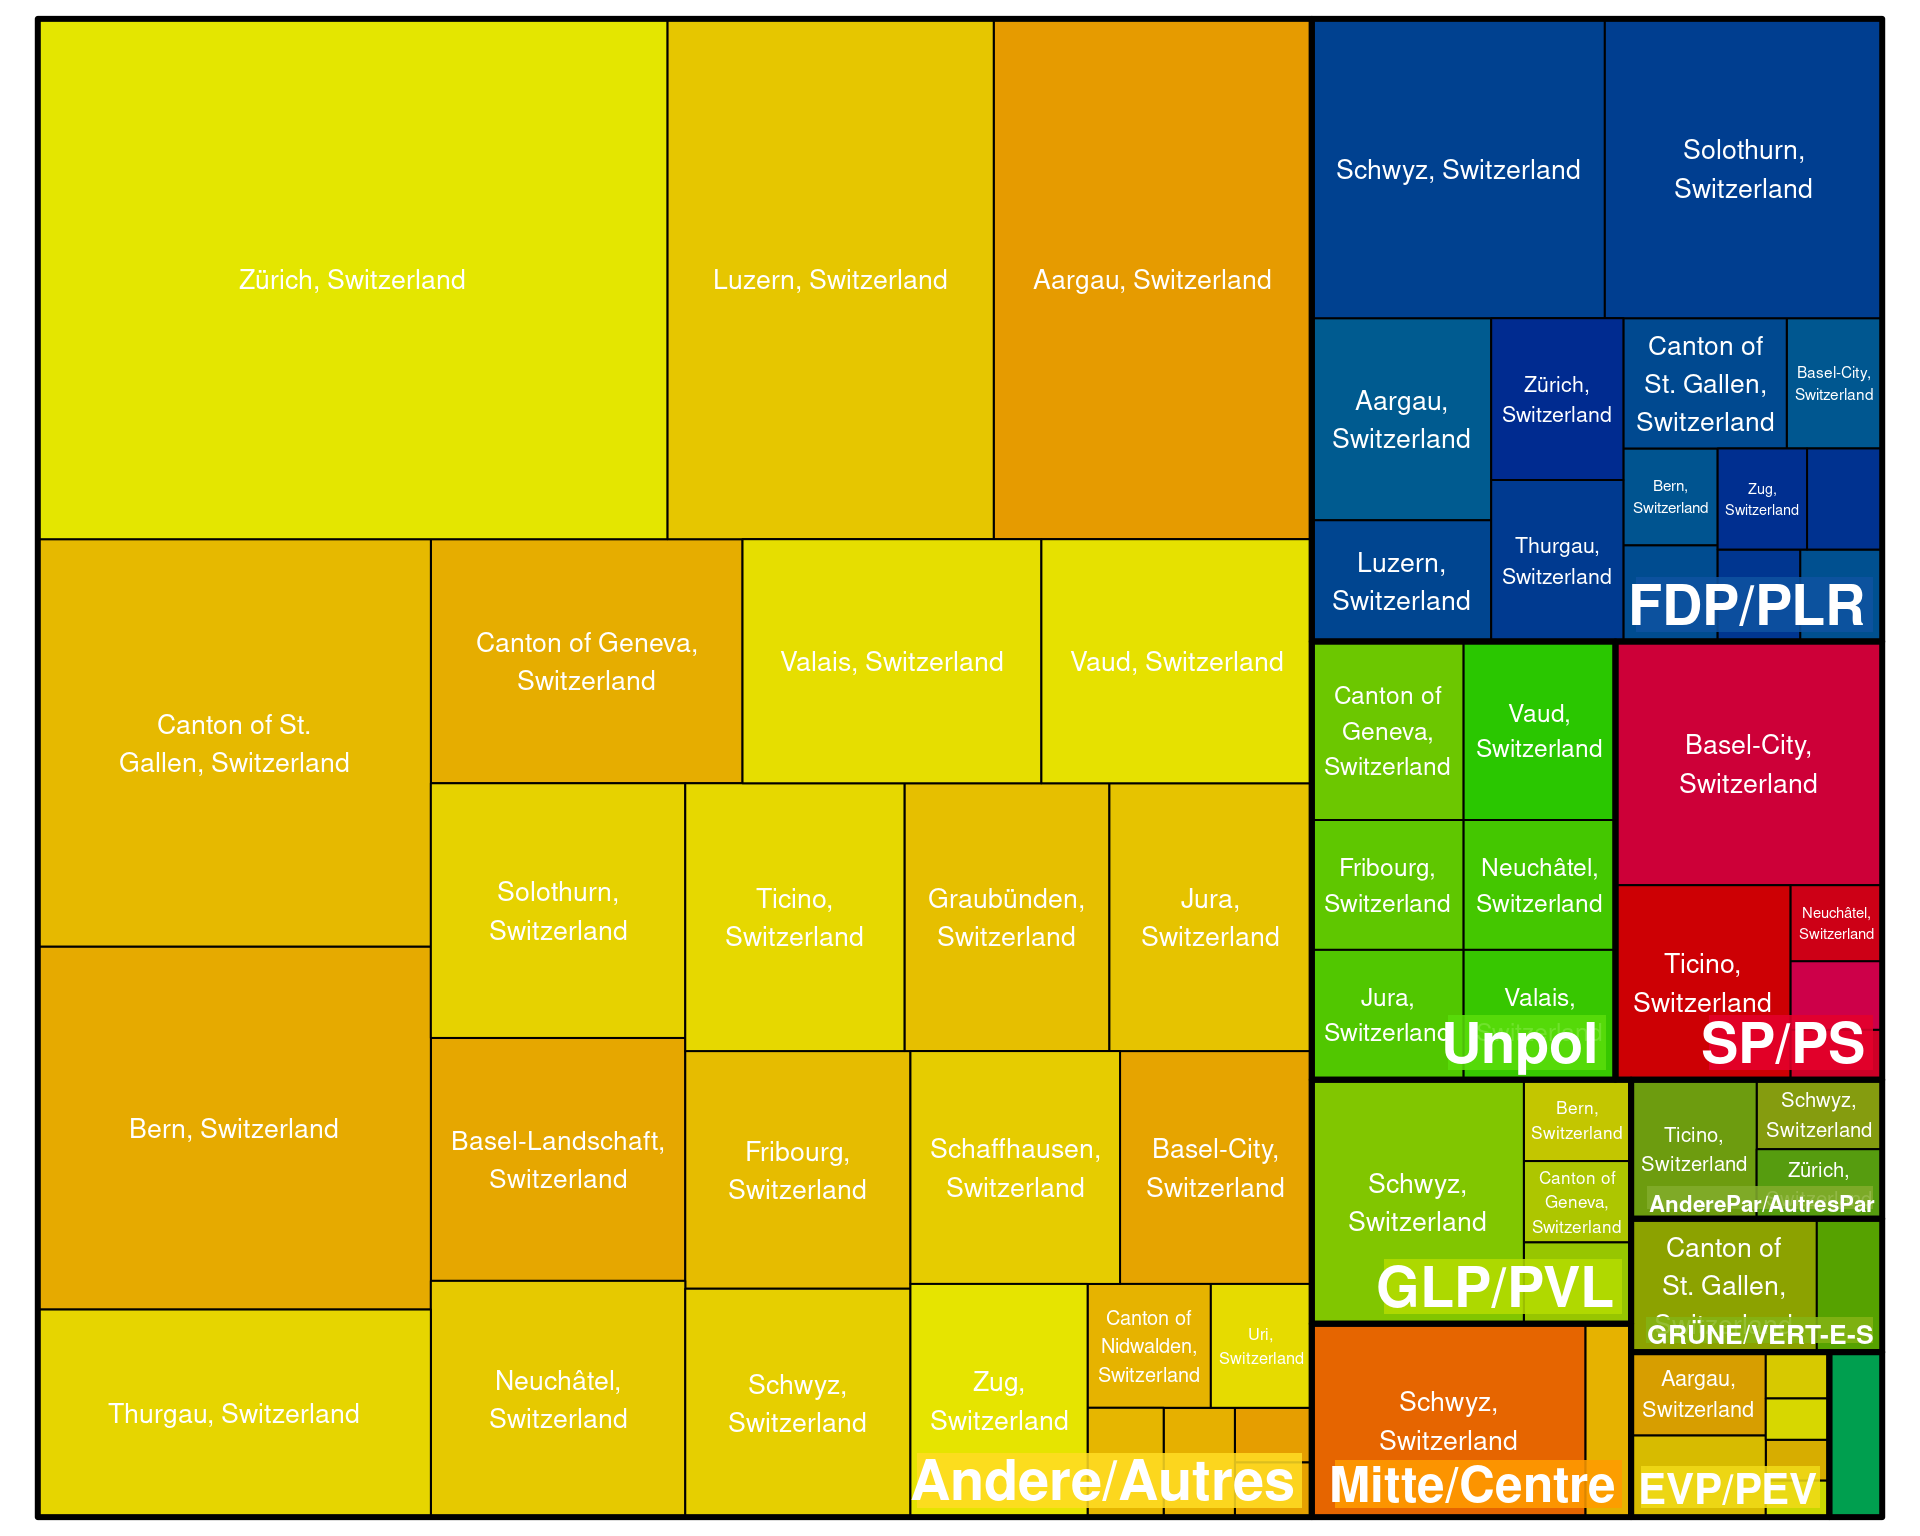 Zürich, Switzerland
Luzern, Switzerland
Aargau, Switzerland
Canton of St.
Gallen, Switzerland
Bern, Switzerland
Thurgau, Switzerland
Canton of Geneva,
Switzerland
Valais, Switzerland
Vaud, Switzerland
Solothurn,
Switzerland
Ticino,
Switzerland
Graubünden,
Switzerland
Jura,
Switzerland
Basel-Landschaft,
Switzerland
Neuchâtel,
Switzerland
Fribourg,
Switzerland
Schaffhausen,
Switzerland
Basel-City,
Switzerland
Schwyz,
Switzerland
Zug,
Switzerland
Canton of
Nidwalden,
Switzerland
Uri,
Switzerland
Andere/Autres
Schwyz, Switzerland
Solothurn,
Switzerland
Aargau,
Switzerland
Zürich,
Switzerland
Canton of
St. Gallen,
Switzerland
Basel-City,
Switzerland
Luzern,
Switzerland
Thurgau,
Switzerland
Bern,
Switzerland
Zug,
Switzerland
FDP/PLR
Canton of
Geneva,
Switzerland
Vaud,
Switzerland
Fribourg,
Switzerland
Neuchâtel,
Switzerland
Jura,
Switzerland
Valais,
Switzerland
Unpol
Basel-City,
Switzerland
Ticino,
Switzerland
Neuchâtel,
Switzerland
SP/PS
Schwyz,
Switzerland
Bern,
Switzerland
Canton of
Geneva,
Switzerland
GLP/PVL
Ticino,
Switzerland
Schwyz,
Switzerland
Zürich,
Switzerland
AnderePar/AutresPar
Canton of
St. Gallen,
Switzerland
GRÜNE/VERT-E-S
Schwyz,
Switzerland
Mitte/Centre
Aargau,
Switzerland
EVP/PEV